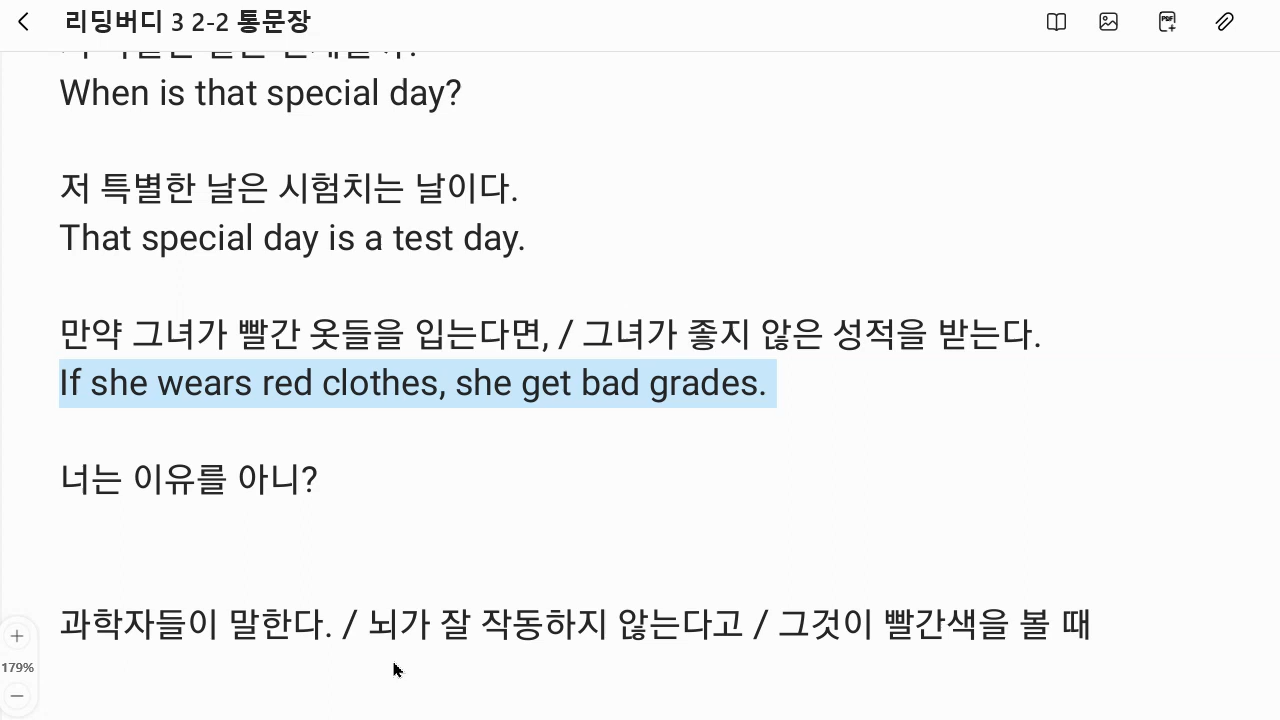 리딩버디 3 2-2 통문장
When is that special day?
저 특별한 날은 시험치는 날이다.
That special day is a test day.
만약 그녀가 빨간 옷들을 입는다면, / 그녀가 좋지 않은 성적을 받는다.
If she wears red clothes, she get bad grades.
너는 이유를 아니?
과학자들이 말한다. / 뇌가 잘 작동하지 않는다고 / 그것이 빨간색을 볼 때
179%